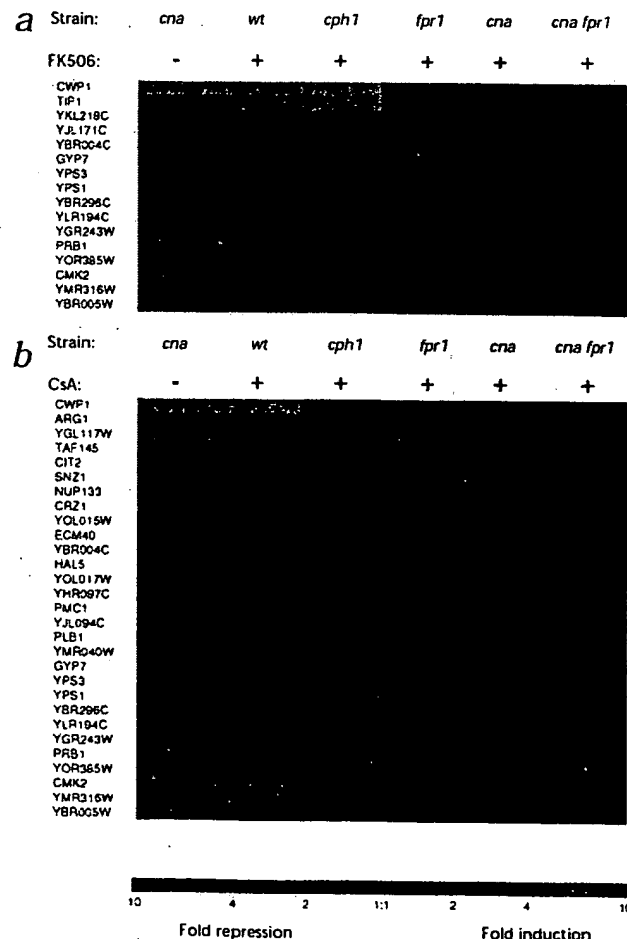 a Strain: cna wt cph1 fpr1 cna cna fpr1
FK506: - + + + + +
CWP1
TIP1
YKL218C
YJL171C
YBR004C
GYP7
YPS3
YPS1
YBR296C
YLR194C
YGR243W
PRB1
YOR385W
CMK2
YMR316W
YBR005W
b Strain: cna wt cph1 fpr1 cna cna fpr1
CsA: - + + + + +
CWP1
ARG1
YGL117W
TAF145
CIT2
SNZ1
NUP133
CRZ1
YOL015W
ECM40
YBR004C
HAL5
YOL017W
YHR097C
PMC1
YJL094C
PLB1
YMR040W
GYP7
YPS3
YPS1
YBR296C
YLR194C
YGR243W
PRB1
YOR385W
CMK2
YMR316W
YBR005W
10 4 2 1:1 2 4 10
Fold repression Fold induction